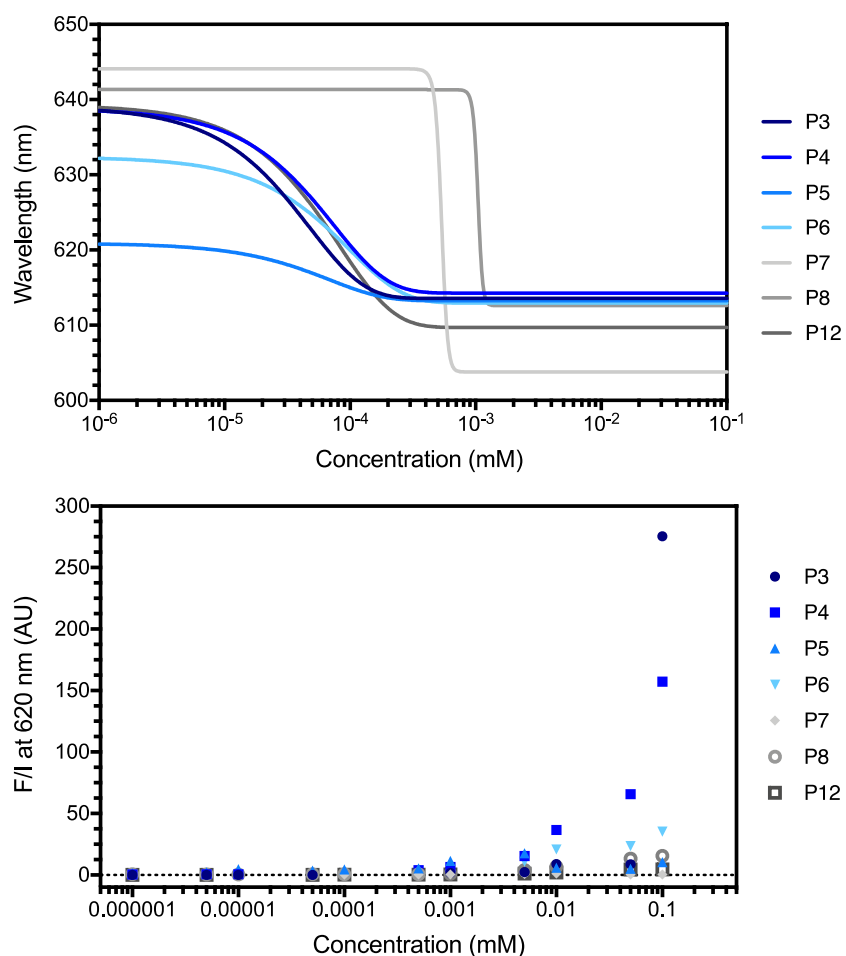 650
640
630
620
610
600
Wavelength (nm)
10-6
10-5
10-4
10-3
10-2
10-1
Concentration (mM)
P3
P4
P5
P6
P7
P8
P12
300
250
200
150
100
50
0
F/I at 620 nm (AU)
0.000001
0.00001
0.0001
0.001
0.01
0.1
Concentration (mM)
P3
P4
P5
P6
P7
P8
P12